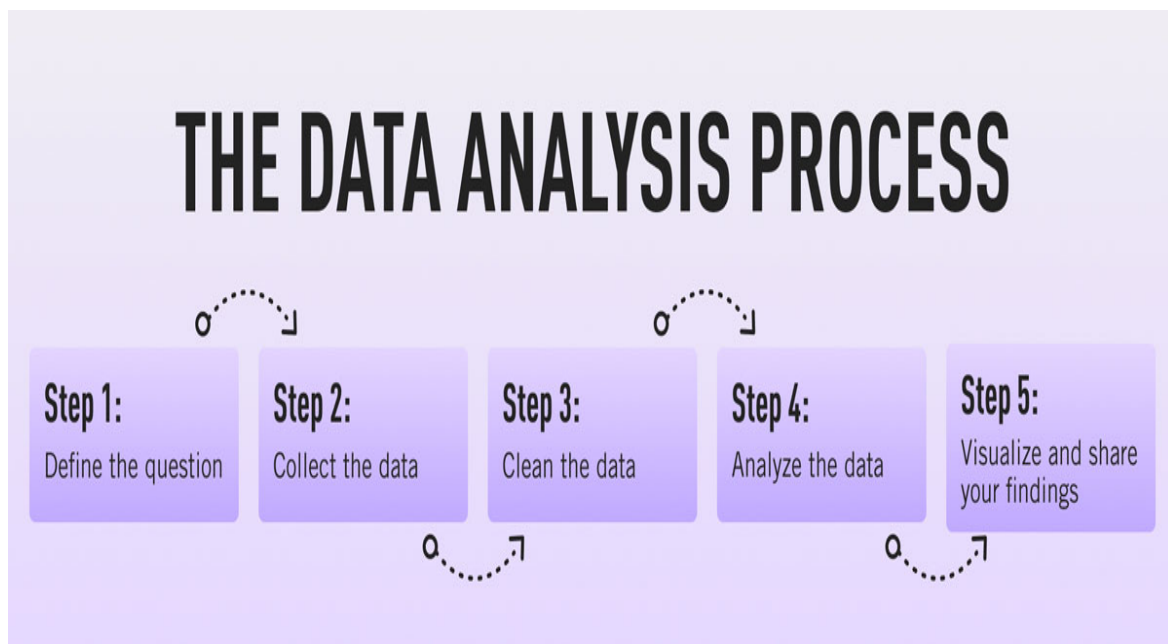 THE DATA ANALYSIS PROCESS
Step 1:
Define the question
Step 2:
Collect the data
Step 3:
Clean the data
Step 4:
Analyze the data
Step 5:
Visualize and share
your findings